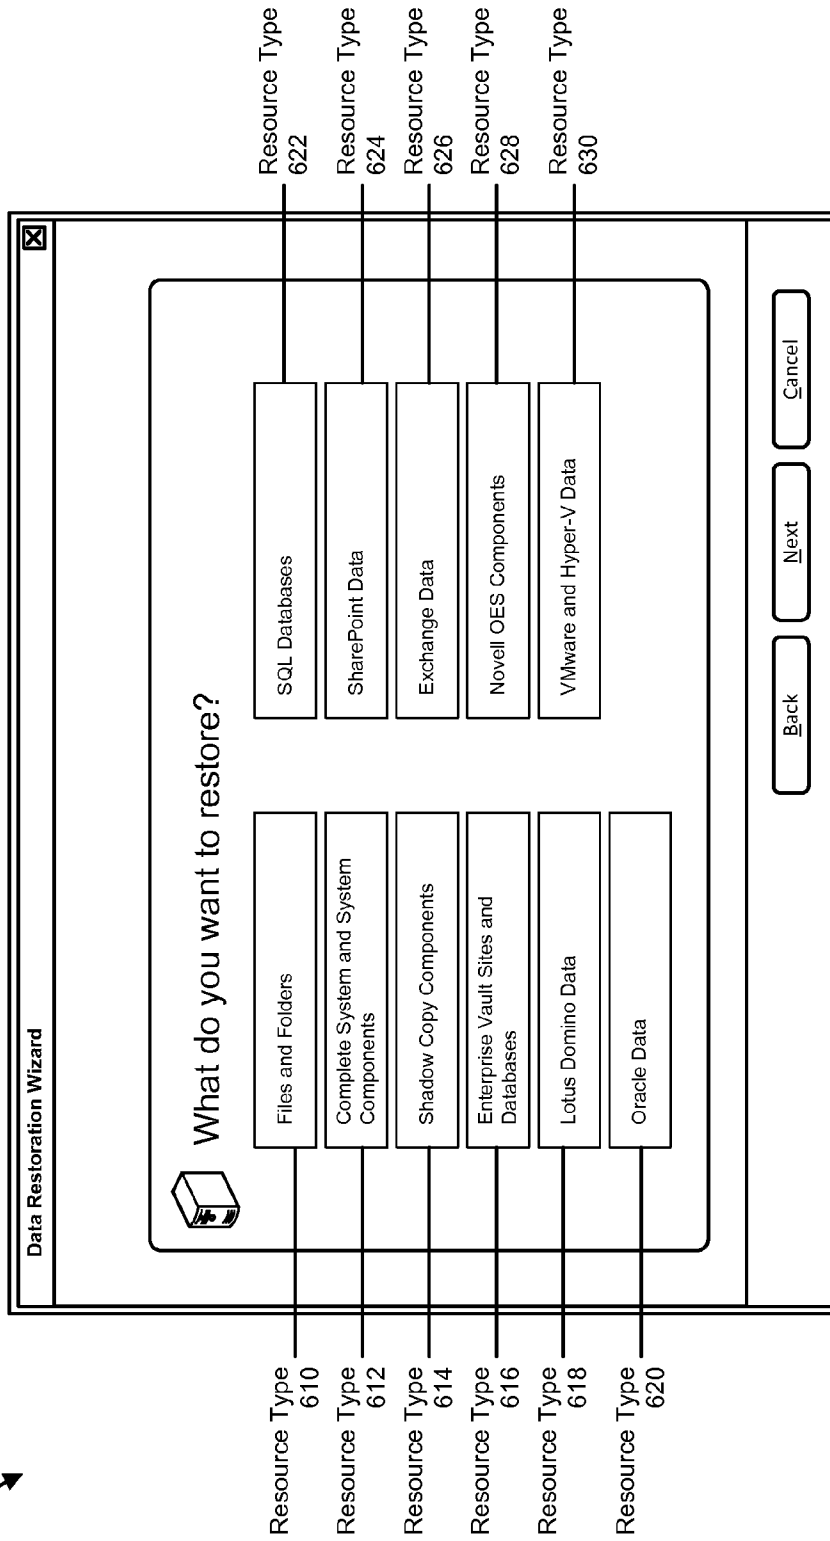 Data Restoration Wizard
What do you want to restore?
Resource Type
610
Files and Folders
SQL Databases
Resource Type
622
Resource Type
612
Complete System and System
Components
SharePoint Data
Resource Type
624
Resource Type
614
Shadow Copy Components
Exchange Data
Resource Type
626
Resource Type
616
Enterprise Vault Sites and
Databases
Novell OES Components
Resource Type
628
Resource Type
618
Lotus Domino Data
VMware and Hyper-V Data
Resource Type
630
Resource Type
620
Oracle Data
Back
Next
Cancel